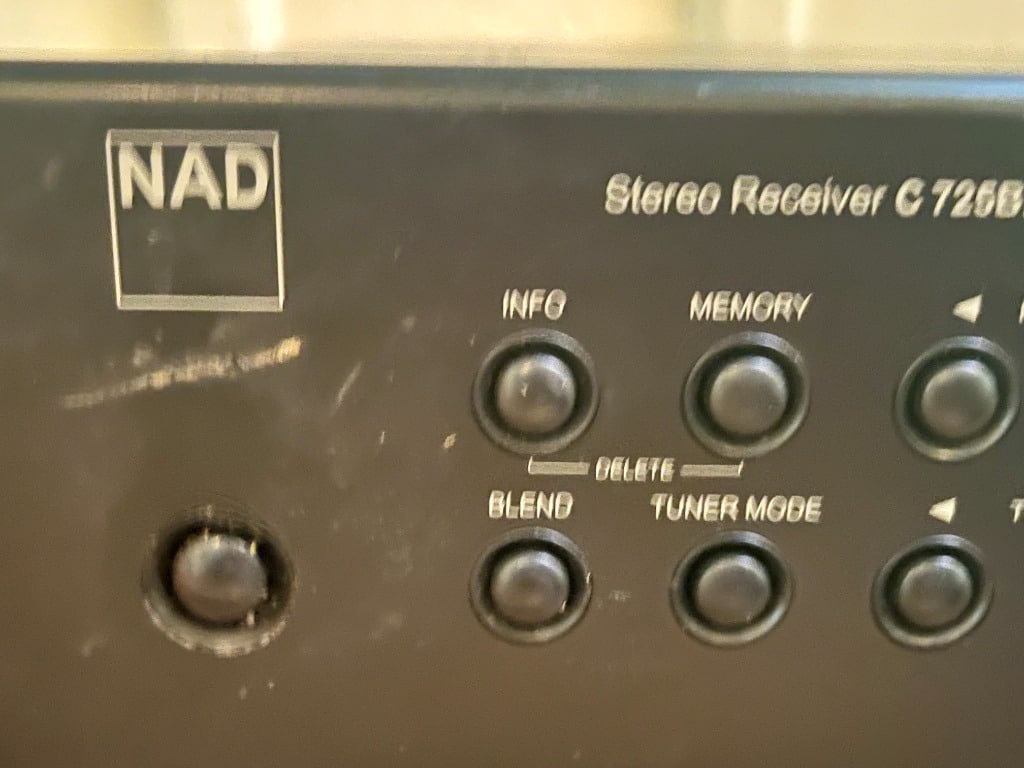 NAD
Stereo Receiver C 725B
INFO
MEMORY
DELETE
BLEND
TUNER MODE